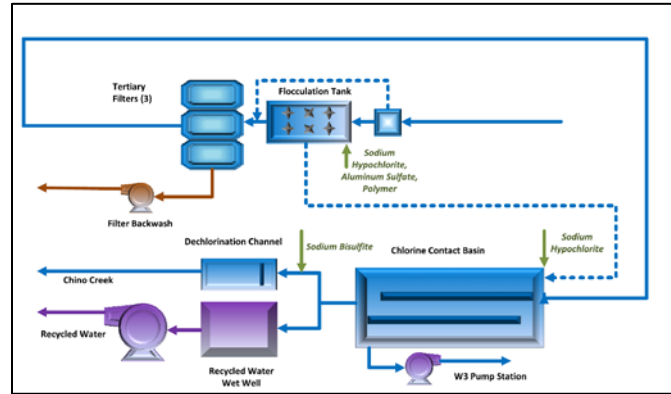 Tertiary
Filters (3)
Flocculation Tank
Sodium
Hypochlorite,
Aluminum Sulfate,
Polymer
Filter Backwash
Dechlorination Channel
Sodium Bisulfite
Chlorine Contact Basin
Sodium
Hypochlorite
Chino Creek
Recycled Water
Recycled Water
Wet Well
W3 Pump Station